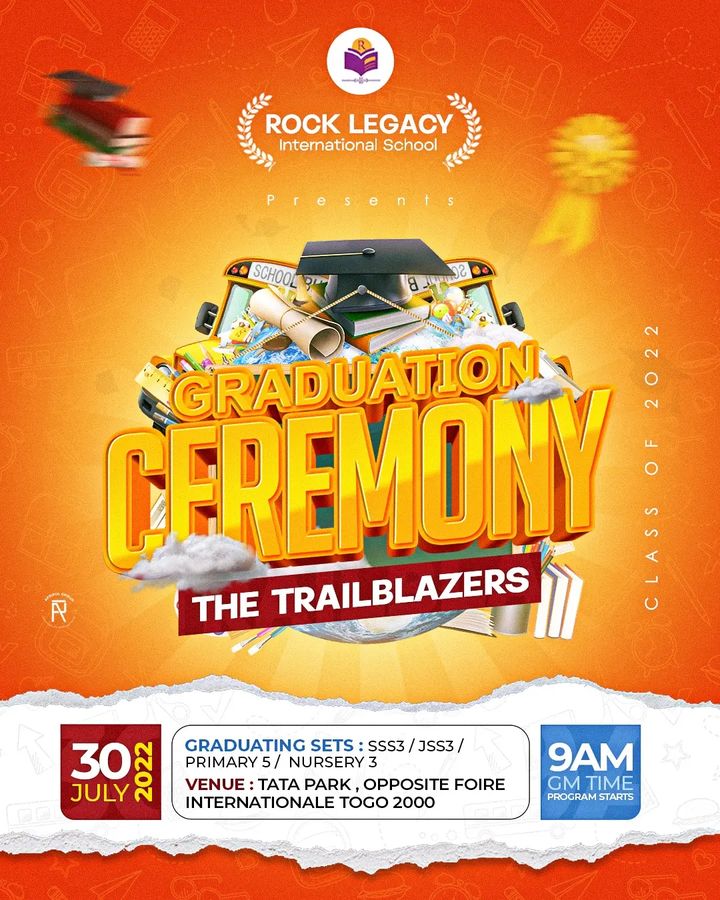 R
ROCK LEGACY
International School
Presents
SCHOOL B
GRADUATION
CEREMONY
THE TRAILBLAZERS
CLASS OF 2022
30
JULY
2022
GRADUATING SETS : SSS3 / JSS3 /
PRIMARY 5 / NURSERY 3
VENUE : TATA PARK , OPPOSITE FOIRE
INTERNATIONALE TOGO 2000
9AM
GM TIME
PROGRAM STARTS